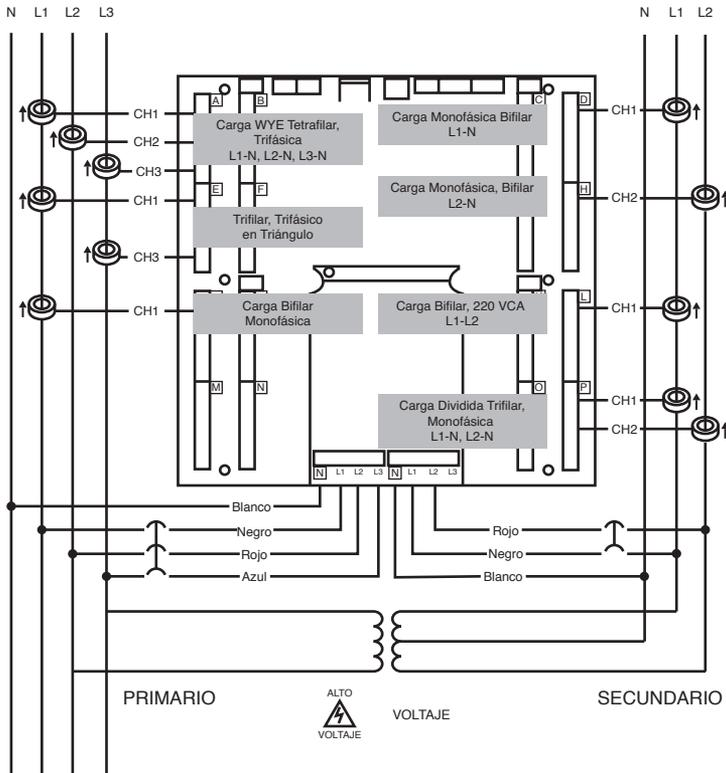 N L1 L2 L3
N L1 L2
A B C D
CH1
Carga WYE Tetrafilar,
Trifásica
L1-N, L2-N, L3-N
Carga Monofásica Bifilar
L1-N
CH1
CH2
CH3
E F H
CH1
Carga Monofásica, Bifilar
L2-N
CH2
Trifilar, Trifásico
en Triángulo
CH3
L
CH1
Carga Bifilar
Monofásica
Carga Bifilar, 220 VCA
L1-L2
CH1
M N O P
Carga Dividida Trifilar,
Monofásica
L1-N, L2-N
CH1
CH2
N L1 L2 L3 N L1 L2 L3
Blanco
Negro
Rojo
Azul
Rojo
Negro
Blanco
PRIMARIO
ALTO
VOLTAJE
VOLTAJE
SECUNDARIO